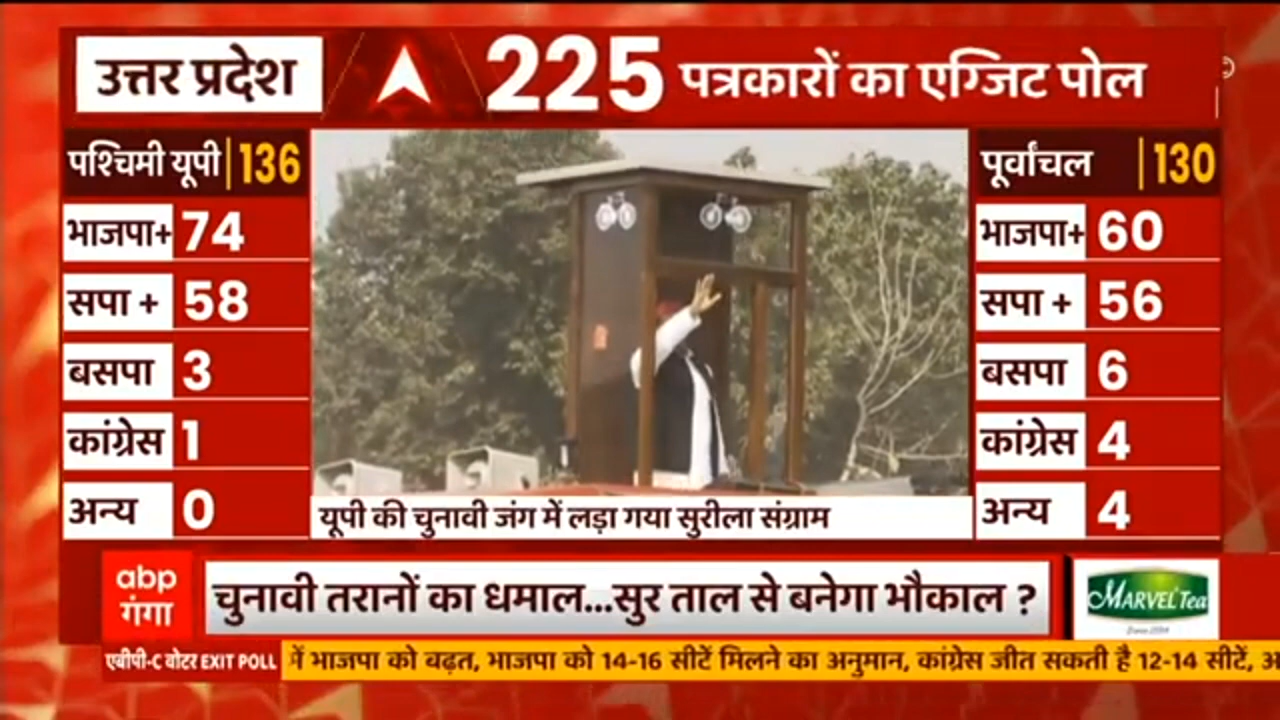 उत्तर प्रदेश
225 पत्रकारों का एग्जिट पोल
पश्चिमी यूपी 136
भाजपा+ 74
सपा + 58
बसपा 3
कांग्रेस 1
अन्य 0
पूर्वांचल 130
भाजपा+ 60
सपा + 56
बसपा 6
कांग्रेस 4
अन्य 4
यूपी की चुनावी जंग में लड़ा गया सुरीला संग्राम
abp
गंगा
चुनावी तरानों का धमाल...सुर ताल से बनेगा भौकाल ?
MARVEL Tea
एबीपी-C वोटर EXIT POLL
में भाजपा को बढ़त, भाजपा को 14-16 सीटें मिलने का अनुमान, कांग्रेस जीत सकती है 12-14 सीटें,